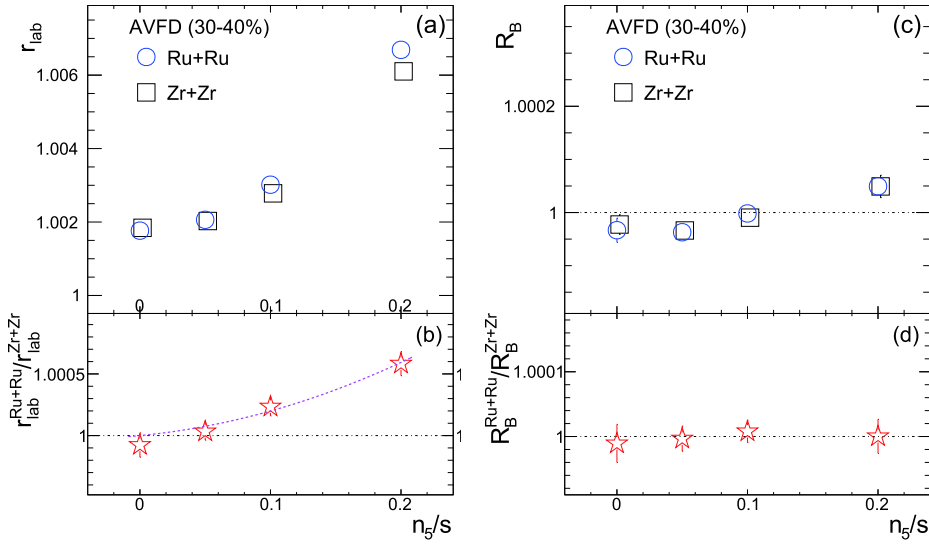 r_lab
AVFD (30-40%)
(a)
Ru+Ru
Zr+Zr
1.006
1.004
1.002
1
0
0.1
0.2
r_lab^Ru+Ru/r_lab^Zr+Zr
(b)
1.0005
1
1
1
0
0.1
0.2
n_5/s
R_B
AVFD (30-40%)
(c)
Ru+Ru
Zr+Zr
1.0002
1
R_B^Ru+Ru/R_B^Zr+Zr
(d)
1.0001
1
0
0.1
0.2
n_5/s